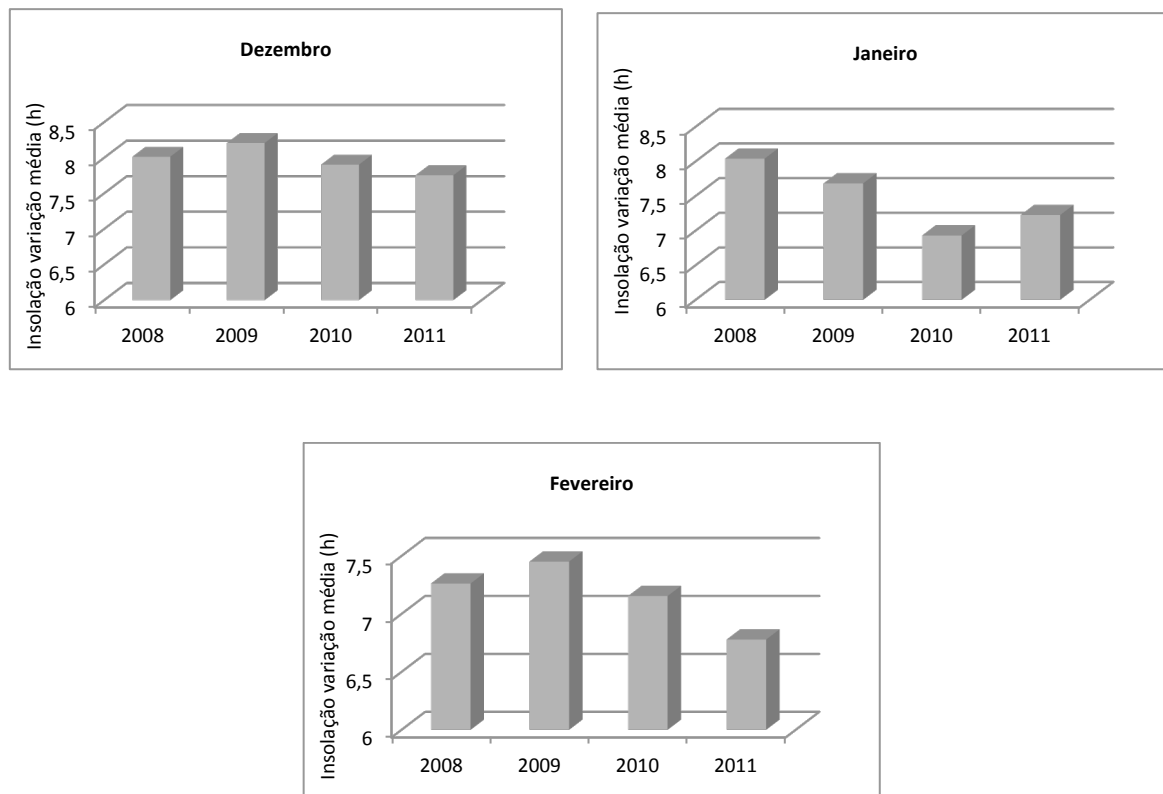 Dezembro
Insolação variação média (h)
8,5
8
7,5
7
6,5
6
2008 2009 2010 2011
Janeiro
Insolação variação média (h)
8,5
8
7,5
7
6,5
6
2008 2009 2010 2011
Fevereiro
Insolação variação média (h)
7,5
7
6,5
6
2008 2009 2010 2011